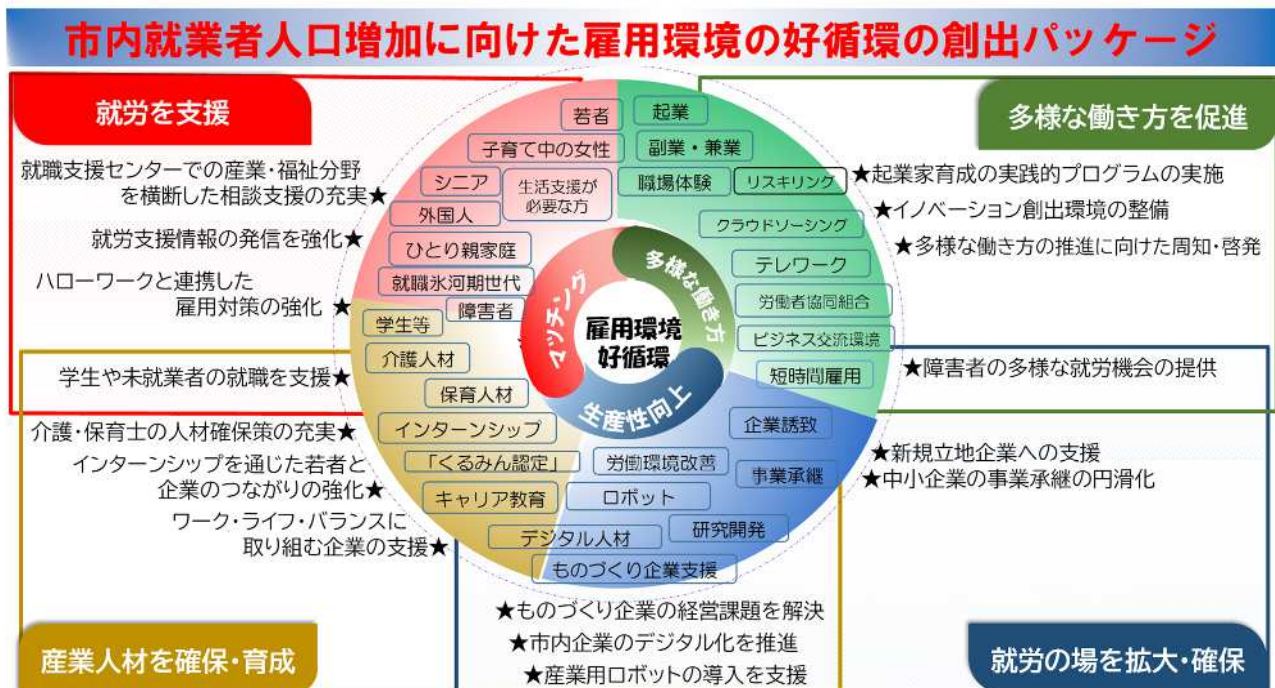 市内就業者人口増加に向けた雇用環境の好循環の創出パッケージ
就労を支援
就職支援センターでの産業・福祉分野
を横断した相談支援の充実★
就労支援情報の発信を強化★
ハローワークと連携した
雇用対策の強化 ★
学生や未就業者の就職を支援★
介護・保育士の人材確保策の充実★
インターンシップを通じた若者と
企業のつながりの強化★
ワーク・ライフ・バランスに
取り組む企業の支援★
産業人材を確保・育成
若者
子育て中の女性
シニア
生活支援が
必要な方
外国人
ひとり親家庭
就職氷河期世代
障害者
学生等
介護人材
保育人材
インターンシップ
「くるみん認定」
キャリア教育
デジタル人材
マッチング
多様な働き方
生産性向上
雇用環境
好循環
起業
副業・兼業
職場体験
リスキリング
クラウドソーシング
テレワーク
労働者協同組合
ビジネス交流環境
短時間雇用
企業誘致
労働環境改善
事業承継
ロボット
研究開発
ものづくり企業支援
多様な働き方を促進
★起業家育成の実践的プログラムの実施
★イノベーション創出環境の整備
★多様な働き方の推進に向けた周知・啓発
★障害者の多様な就労機会の提供
★新規立地企業への支援
★中小企業の事業承継の円滑化
★ものづくり企業の経営課題を解決
★市内企業のデジタル化を推進
★産業用ロボットの導入を支援
就労の場を拡大・確保